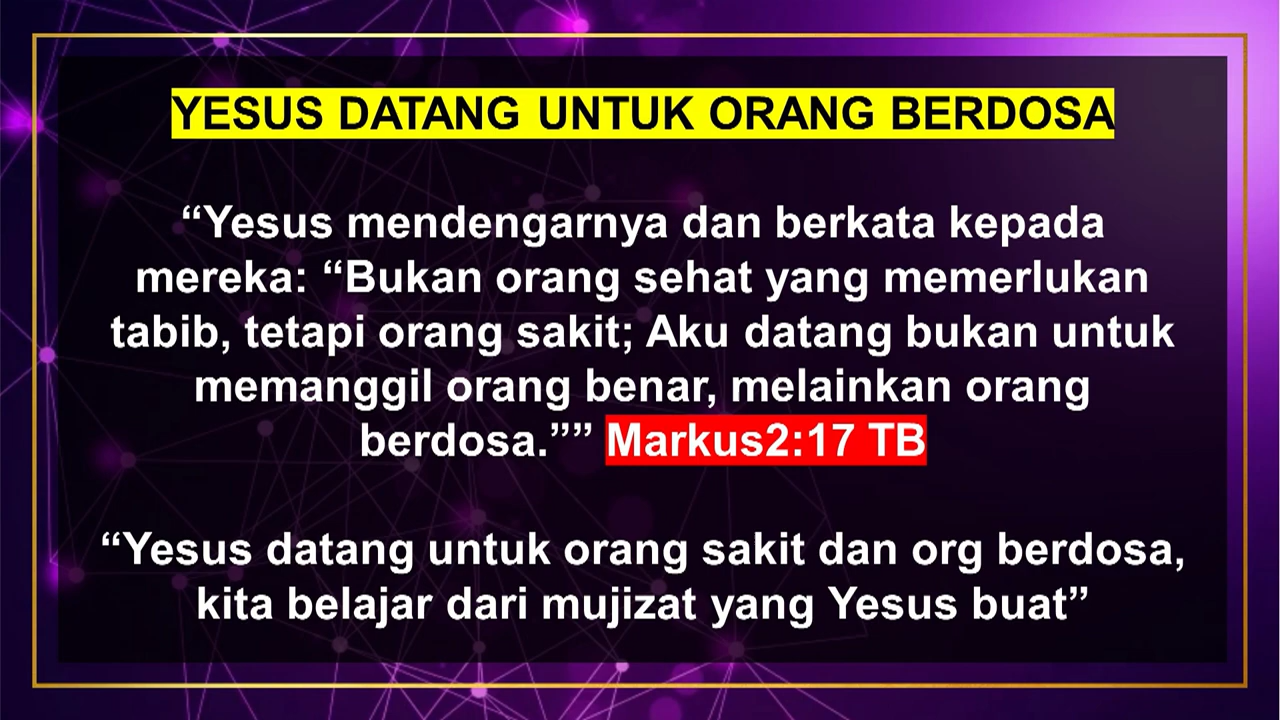 YESUS DATANG UNTUK ORANG BERDOSA
“Yesus mendengarnya dan berkata kepada
mereka: “Bukan orang sehat yang memerlukan
tabib, tetapi orang sakit; Aku datang bukan untuk
memanggil orang benar, melainkan orang
berdosa.”” Markus2:17 TB
“Yesus datang untuk orang sakit dan org berdosa,
kita belajar dari mujizat yang Yesus buat”